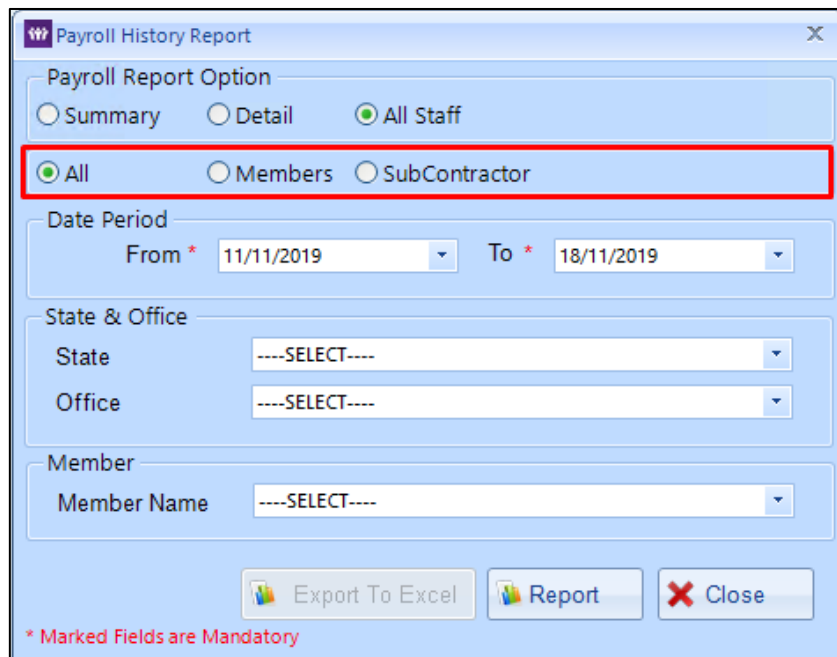 Payroll History Report X
Payroll Report Option
Summary Detail All Staff
All Members SubContractor
Date Period
From * 11/11/2019 To * 18/11/2019
State & Office
State ----SELECT----
Office ----SELECT----
Member
Member Name ----SELECT----
Export To Excel Report Close
* Marked Fields are Mandatory